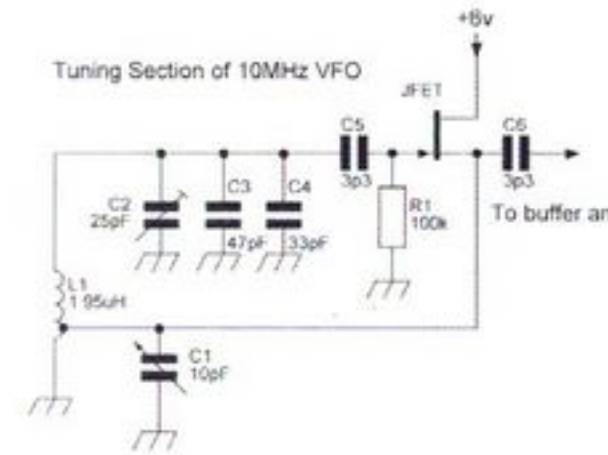 +8v
Tuning Section of 10MHz VFO
JFET
C5
C6
3p3
3p3
C2
25pF
C3
47pF
C4
33pF
R1
100k
To buffer an
L1
1 95uH
C1
10pF